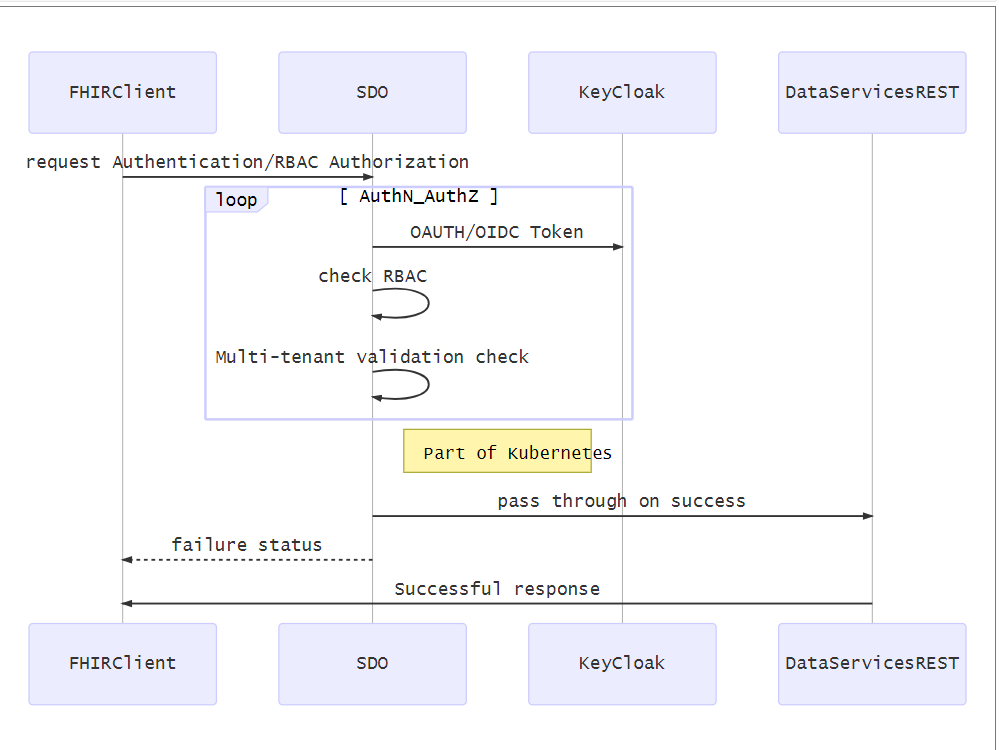 FHIRClient
SDO
KeyCloak
DataServicesREST
request Authentication/RBAC Authorization
loop
[ AuthN_AuthZ ]
OAUTH/OIDC Token
check RBAC
Multi-tenant validation check
Part of Kubernetes
pass through on success
failure status
Successful response
FHIRClient
SDO
KeyCloak
DataServicesREST